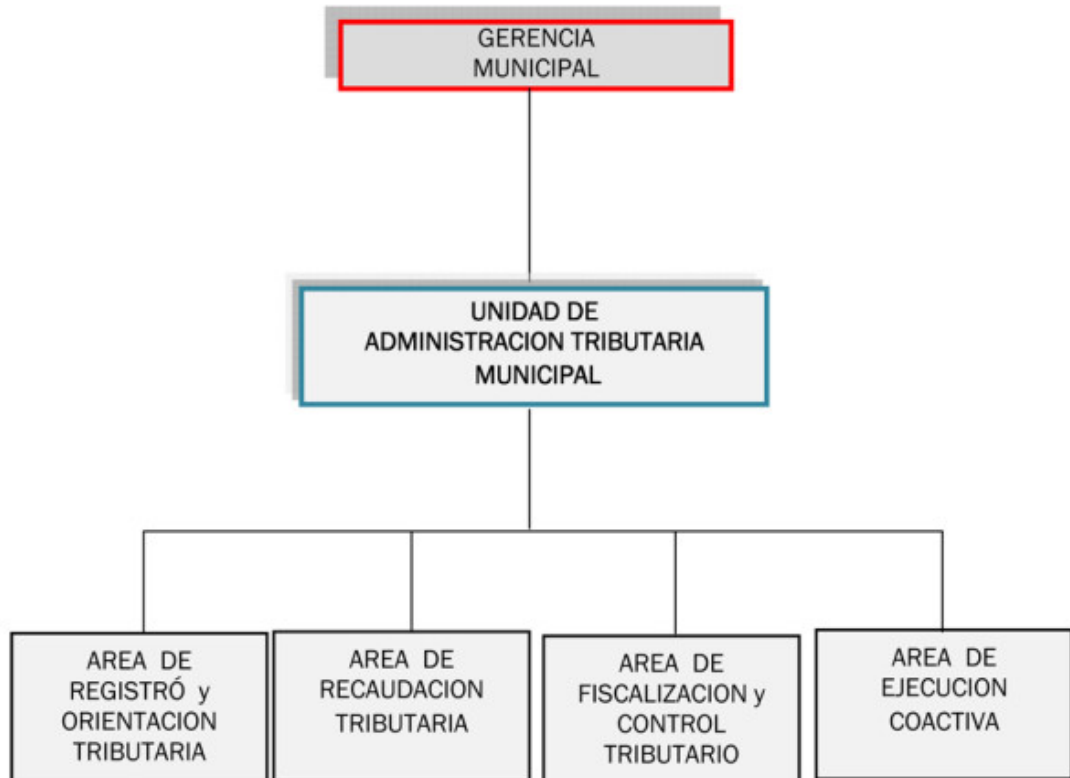 GERENCIA
MUNICIPAL
UNIDAD DE
ADMINISTRACION TRIBUTARIA
MUNICIPAL
AREA DE
REGISTRÓ y
ORIENTACION
TRIBUTARIA
AREA DE
RECAUDACION
TRIBUTARIA
AREA DE
FISCALIZACION y
CONTROL
TRIBUTARIO
AREA DE
EJECUCION
COACTIVA